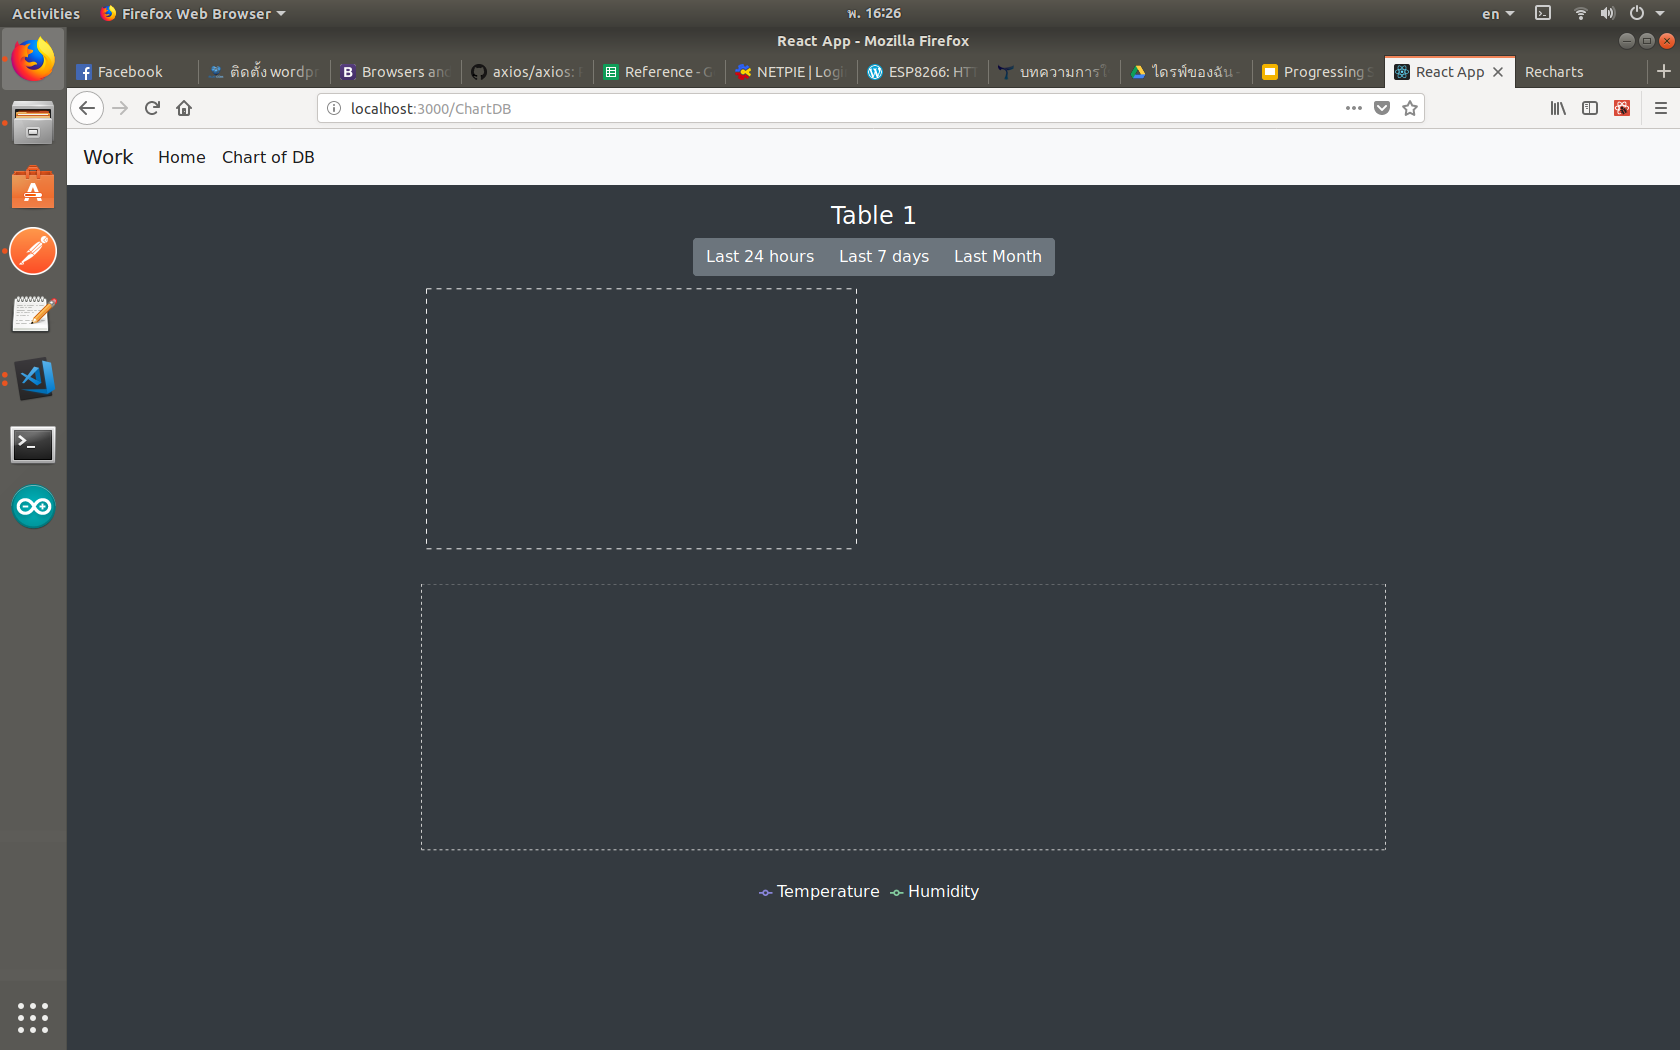 Activities Firefox Web Browser พ. 16:26 en
React App - Mozilla Firefox
Facebook ติดตั้ง wordpr Browsers and axios/axios: Reference - G NETPIE | Logi ESP8266: HTT บทความการใ ไดรฟ์ของฉัน - Progressing S React App Recharts
localhost:3000/ChartDB
Work Home Chart of DB
Table 1
Last 24 hours Last 7 days Last Month
Temperature Humidity